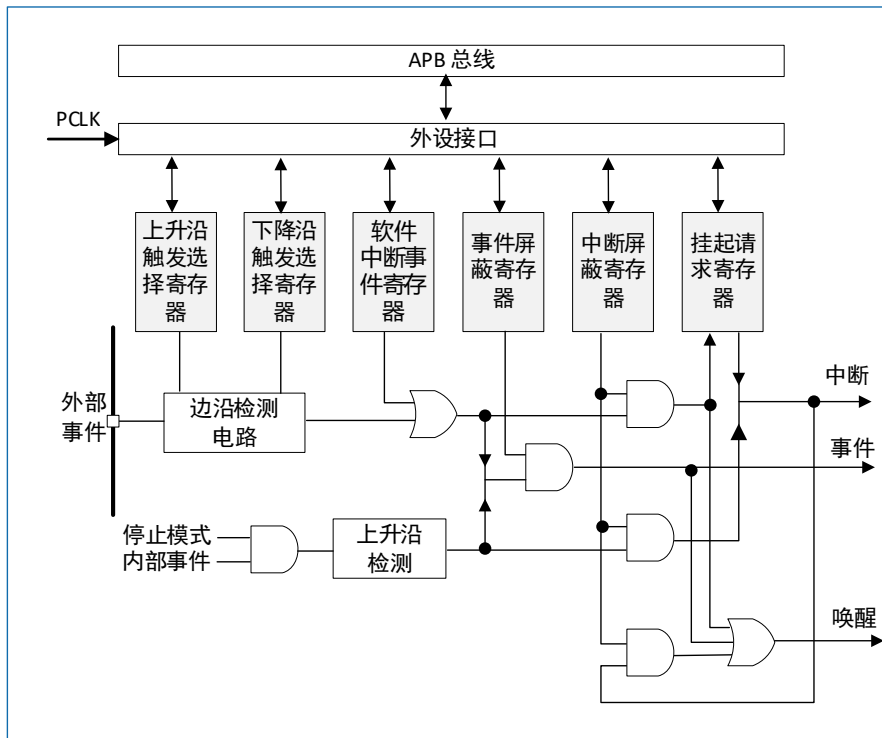 APB 总线
PCLK
外设接口
上升沿
触发选
择寄存
器
下降沿
触发选
择寄存
器
软件
中断事
件寄存
器
事件屏
蔽寄存
器
中断屏
蔽寄存
器
挂起请
求寄存
器
外部
事件
边沿检测
电路
中断
事件
停止模式
内部事件
上升沿
检测
唤醒